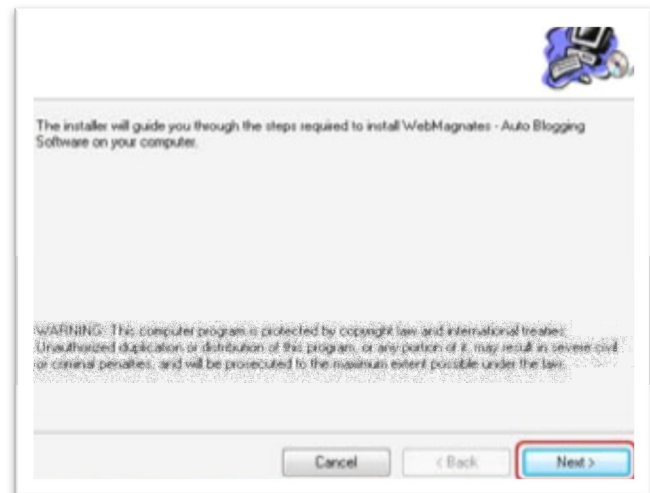 The installer will guide you through the steps required to install WebMagnates - Auto Blogging
Software on your computer.
WARNING: This computer program is protected by copyright law and international treaties.
Unauthorized duplication or distribution of this program, or any portion of it, may result in severe civil
or criminal penalties, and will be prosecuted to the maximum extent possible under the law.
Cancel
< Back
Next >